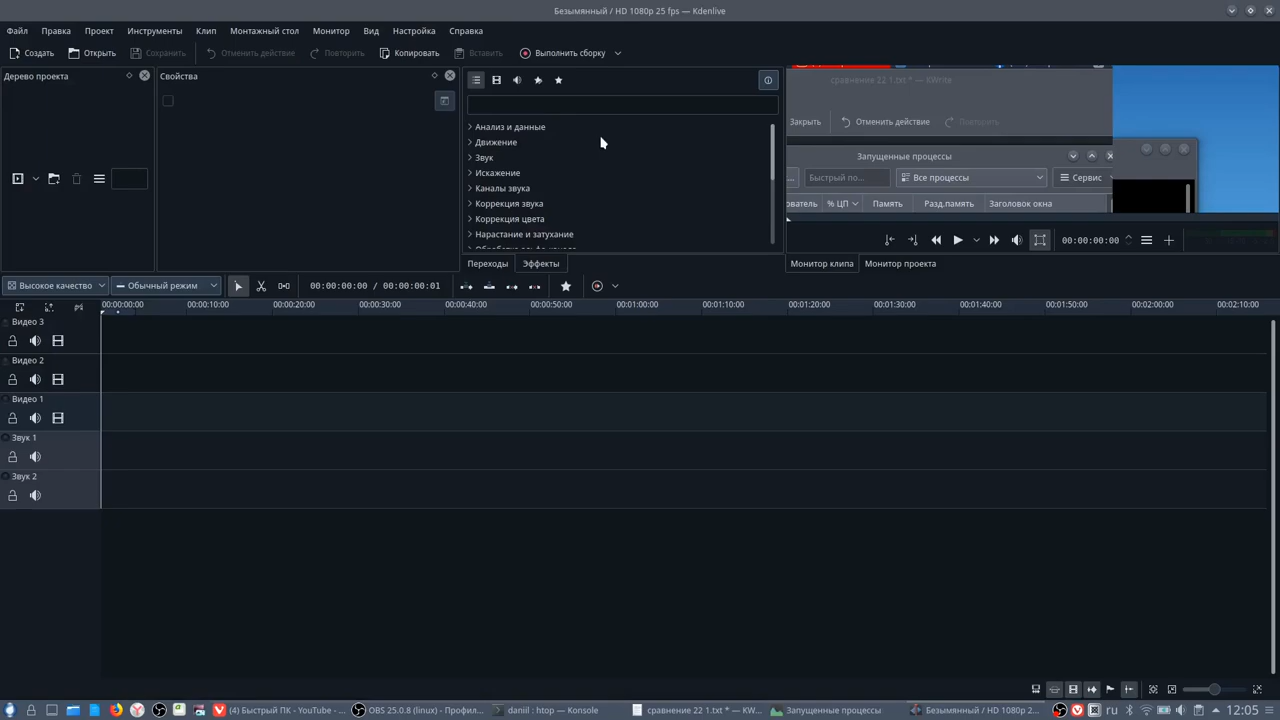 Безымянный / HD 1080p 25 fps — Kdenlive
Файл Правка Проект Инструменты Клип Монтажный стол Монитор Вид Настройка Справка
Создать Открыть Сохранить Отменить действие Повторить Копировать Вставить Выполнить сборку
Дерево проекта
Свойства
Анализ и данные
Движение
Звук
Искажение
Каналы звука
Коррекция звука
Коррекция цвета
Нарастание и затухание
Переходы Эффекты
сравнение 22 1.txt * — KWrite
Закрыть Отменить действие Повторить
Запущенные процессы
Быстрый по... Все процессы Сервис
ователь % ЦП Память Разд.память Заголовок окна
00:00:00:00
Монитор клипа Монитор проекта
Высокое качество Обычный режим 00:00:00:00 / 00:00:00:01
00:00:00:00 00:00:10:00 00:00:20:00 00:00:30:00 00:00:40:00 00:00:50:00 00:01:00:00 00:01:10:00 00:01:20:00 00:01:30:00 00:01:40:00 00:01:50:00 00:02:00:00 00:02:10:00
Видео 3
Видео 2
Видео 1
Звук 1
Звук 2
(4) Быстрый ПК - YouTube - ... OBS 25.0.8 (linux) - Профил... daniil : htop — Konsole сравнение 22 1.txt * — KW... Запущенные процессы Безымянный / HD 1080p 2... ru 12:05